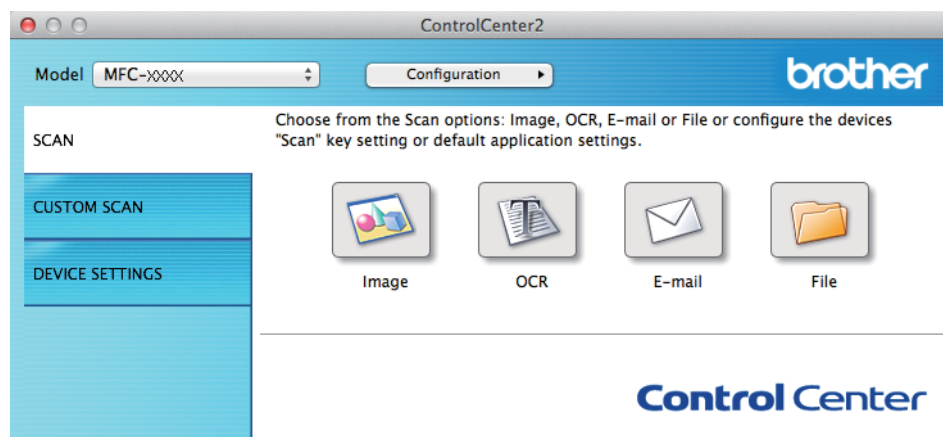 ControlCenter2
Model MFC-XXXX Configuration brother
SCAN
Choose from the Scan options: Image, OCR, E-mail or File or configure the devices
"Scan" key setting or default application settings.
CUSTOM SCAN
DEVICE SETTINGS
Image OCR E-mail File
Control Center